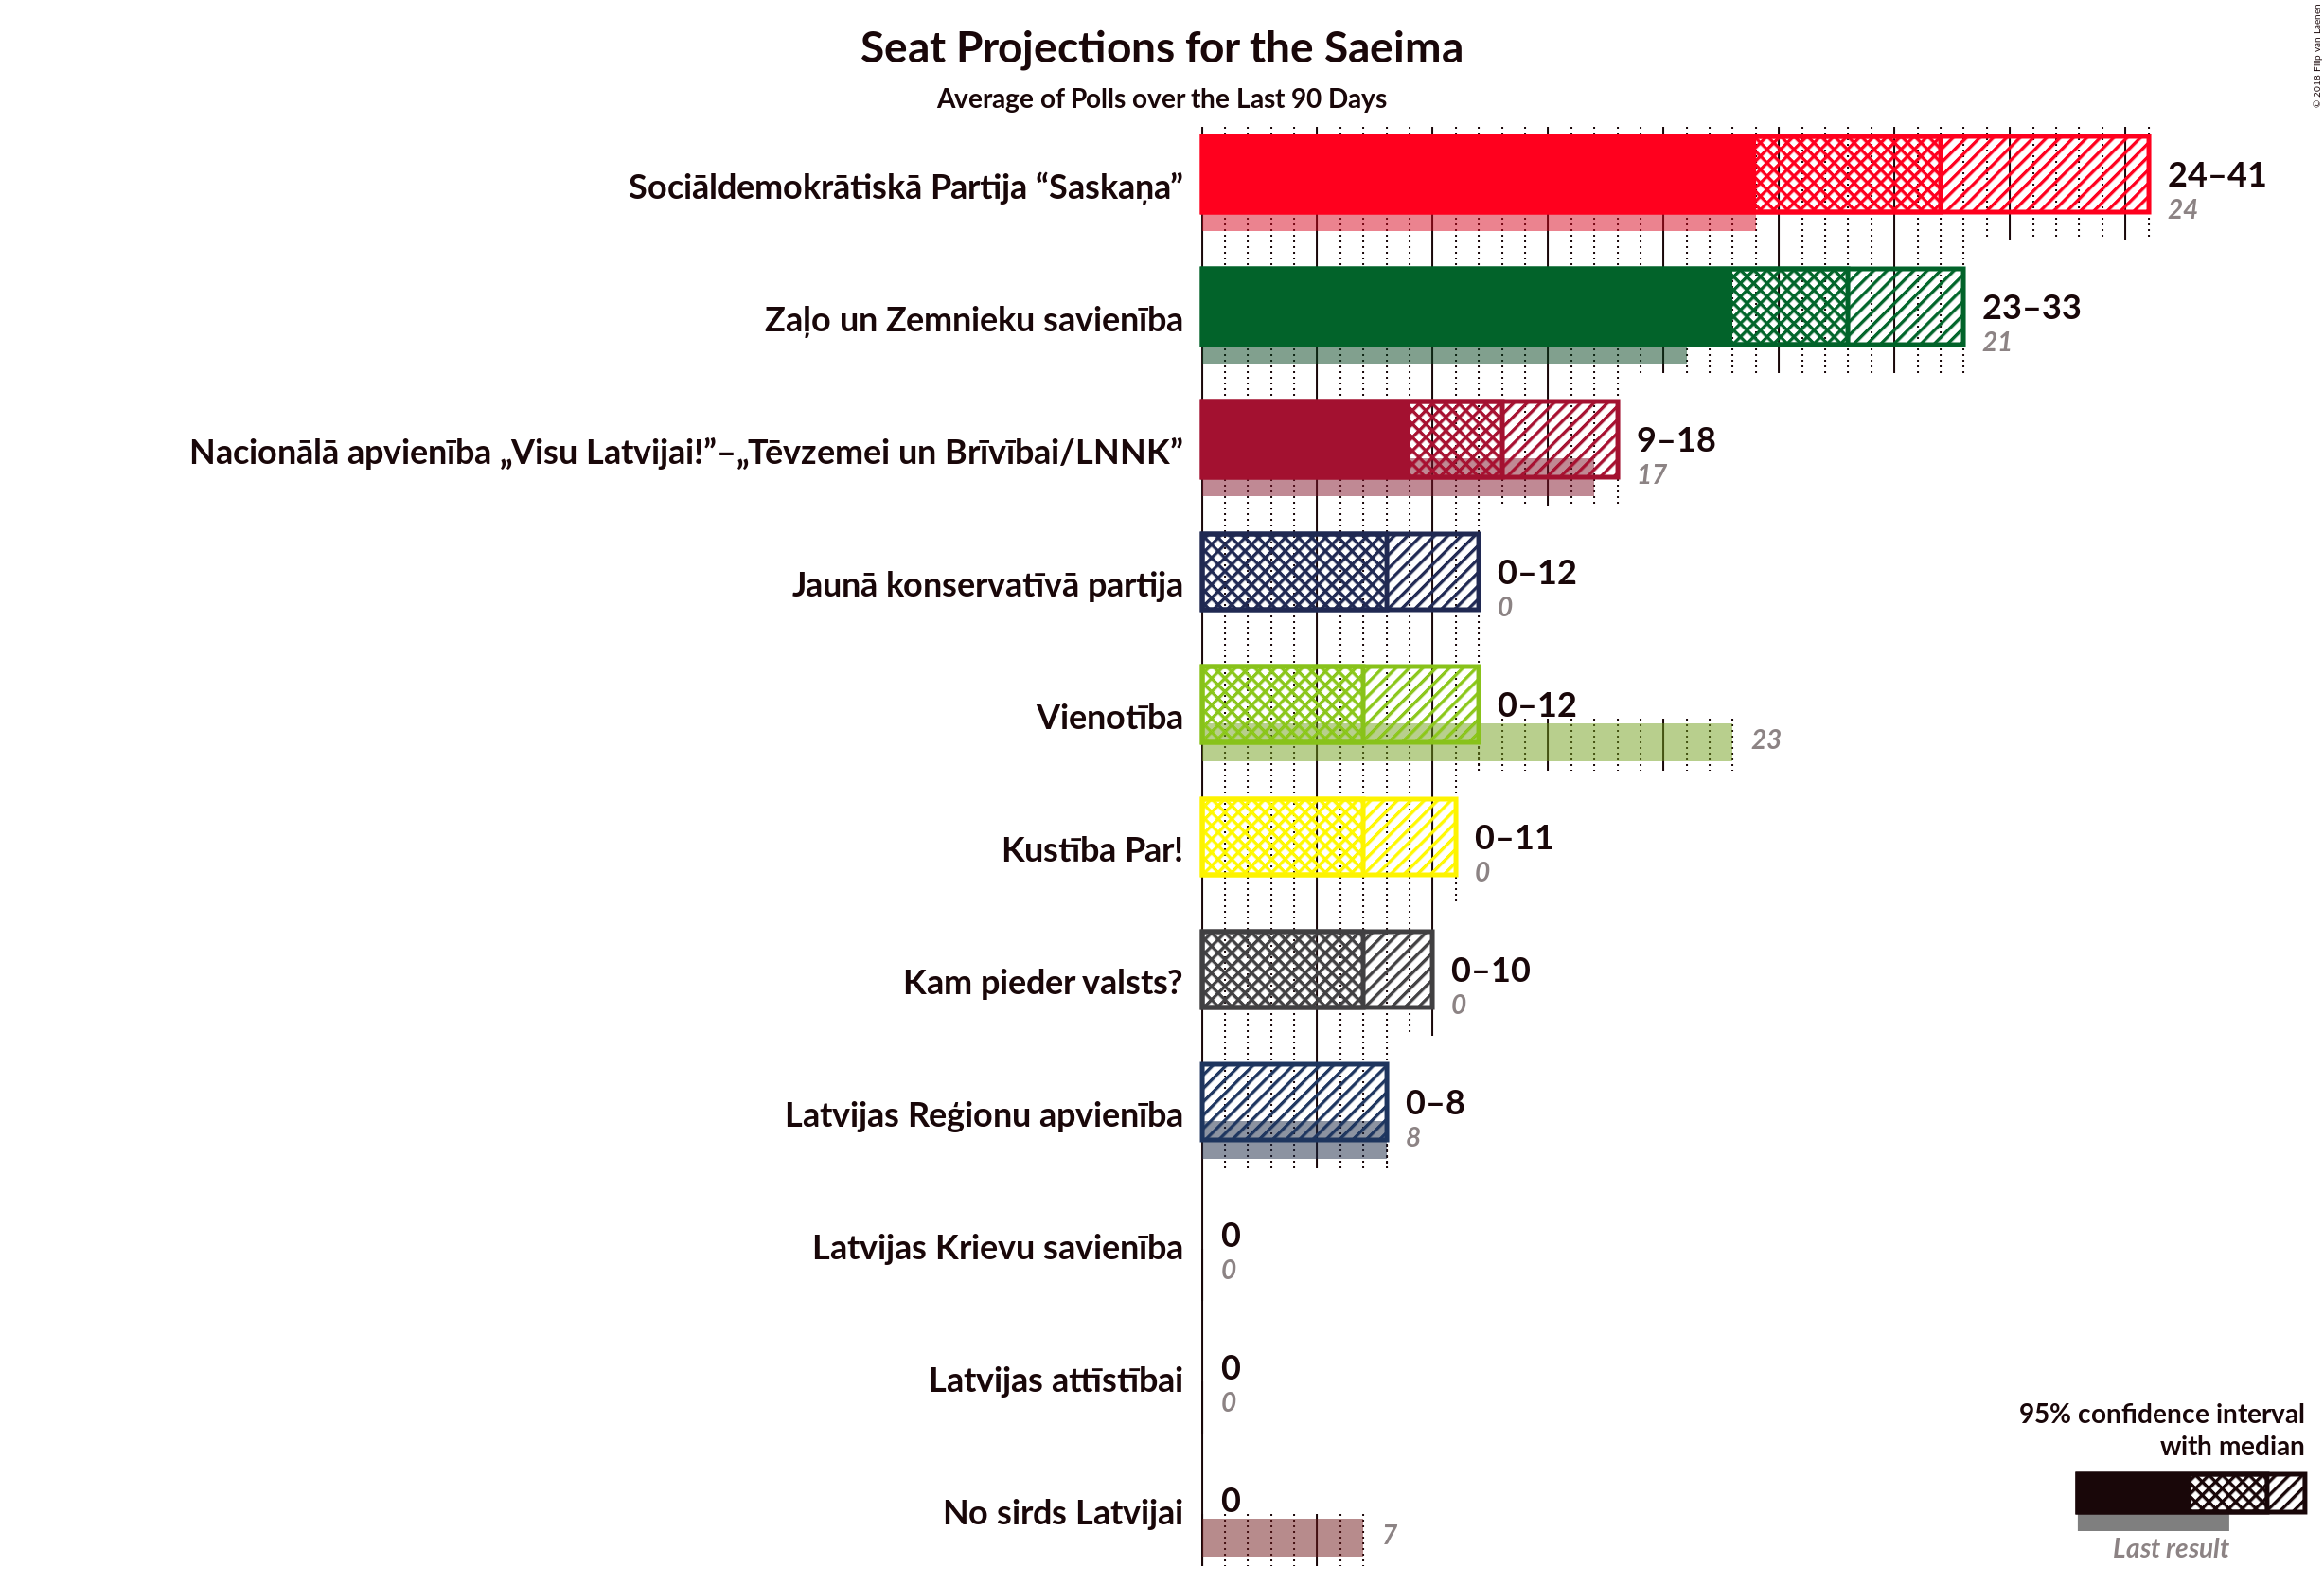 Seat Projections for the Saeima
Average of Polls over the Last 90 Days
© 2018 Filip van Laenen
Sociāldemokrātiskā Partija “Saskaņa”
24–41
24
Zaļo un Zemnieku savienība
23–33
21
Nacionālā apvienība „Visu Latvijai!”–„Tēvzemei un Brīvībai/LNNK”
9–18
17
Jaunā konservatīvā partija
0–12
0
Vienotība
0–12
23
Kustība Par!
0–11
0
Kam pieder valsts?
0–10
0
Latvijas Reģionu apvienība
0–8
8
Latvijas Krievu savienība
0
0
Latvijas attīstībai
0
0
No sirds Latvijai
0
7
95% confidence interval
with median
Last result